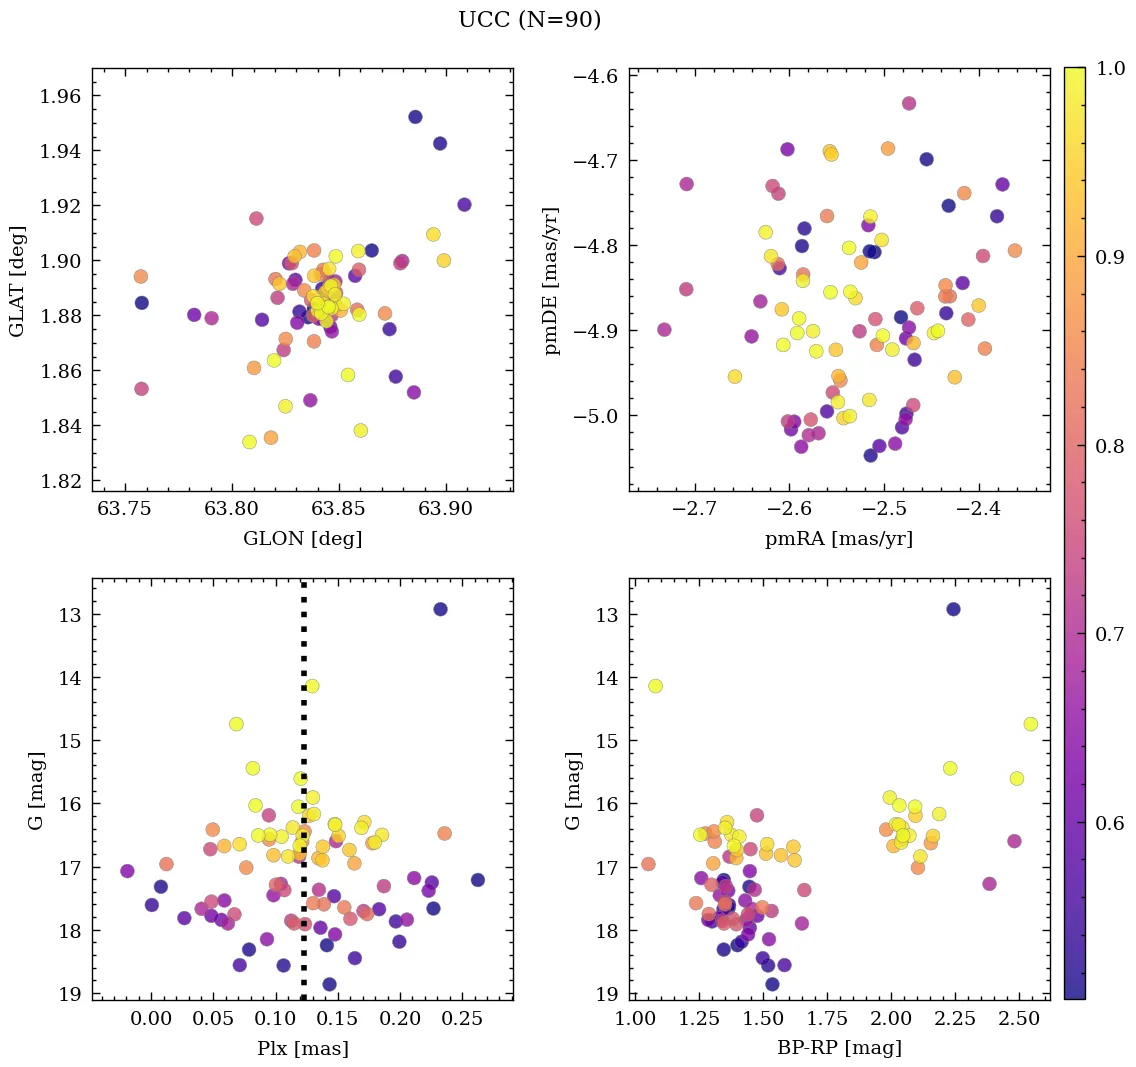 UCC (N=90)
1.96
1.94
1.92
1.90
1.88
1.86
1.84
1.82
GLAT [deg]
63.75 63.80 63.85 63.90
GLON [deg]
−4.6
−4.7
−4.8
−4.9
−5.0
pmDE [mas/yr]
−2.7 −2.6 −2.5 −2.4
pmRA [mas/yr]
1.0
0.9
0.8
0.7
0.6
13
14
15
16
17
18
19
G [mag]
0.00 0.05 0.10 0.15 0.20 0.25
Plx [mas]
13
14
15
16
17
18
19
G [mag]
1.00 1.25 1.50 1.75 2.00 2.25 2.50
BP-RP [mag]